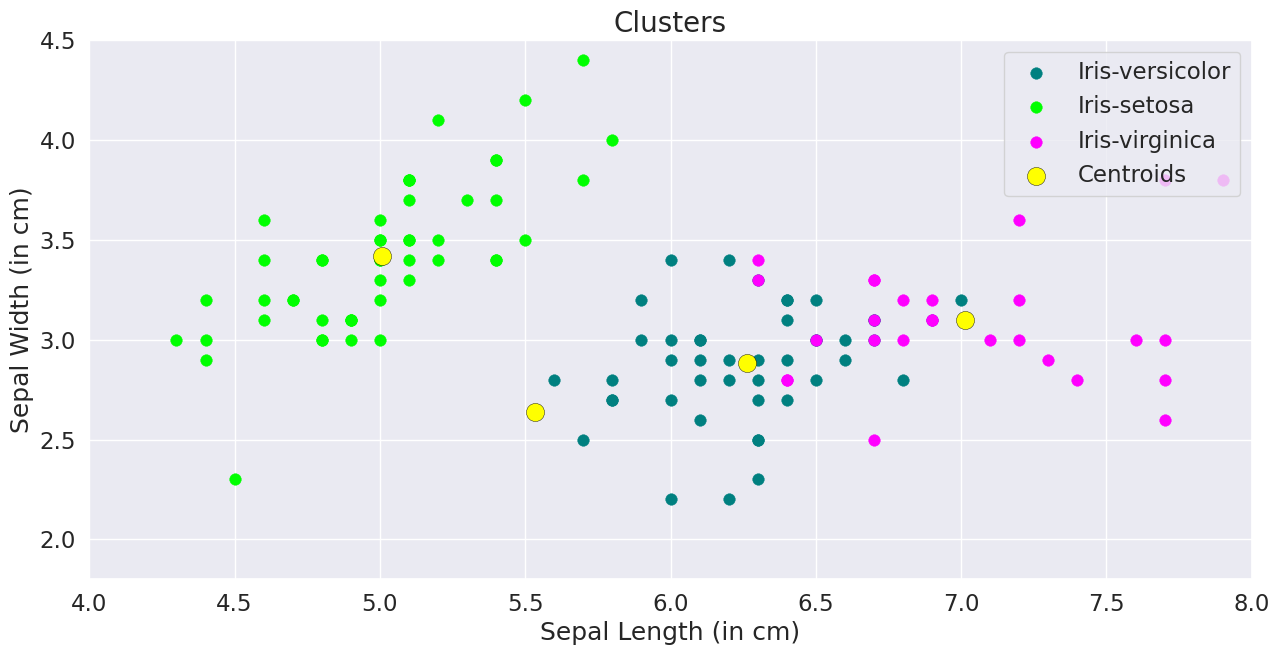 Clusters
4.5
4.0
3.5
3.0
2.5
2.0
Sepal Width (in cm)
Iris-versicolor
Iris-setosa
Iris-virginica
Centroids
4.0 4.5 5.0 5.5 6.0 6.5 7.0 7.5 8.0
Sepal Length (in cm)